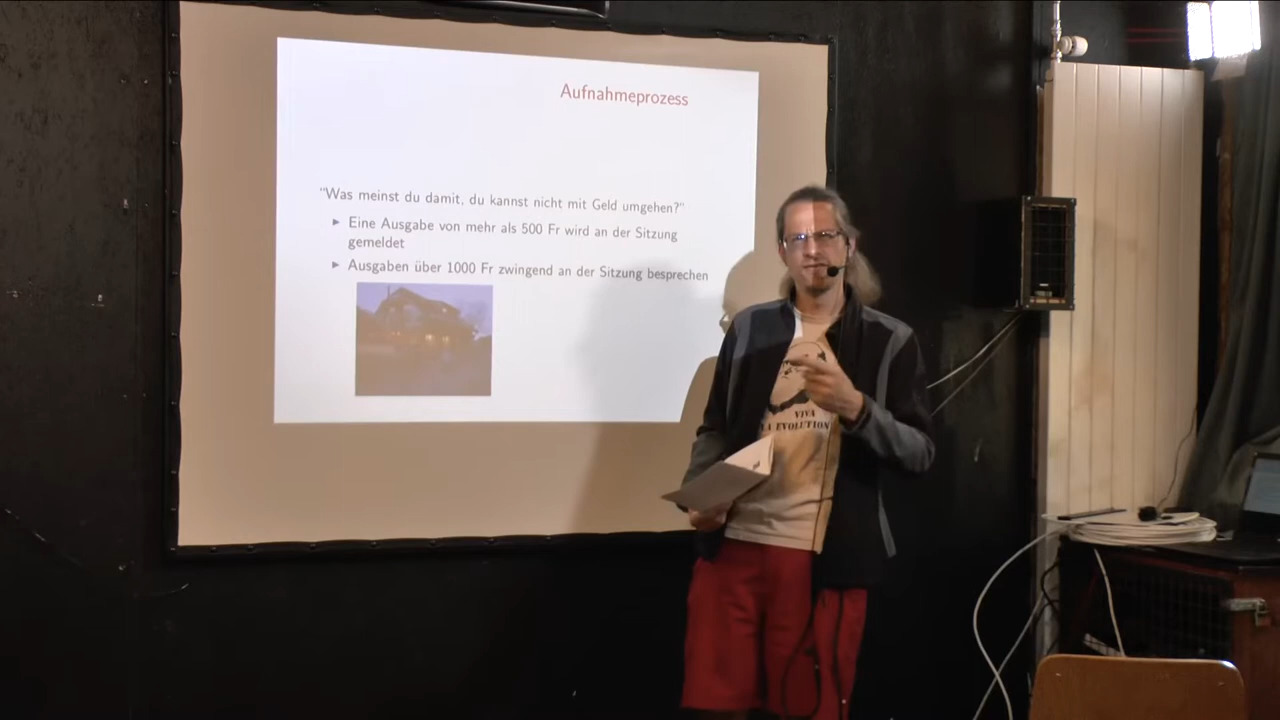 Aufnahmeprozess
"Was meinst du damit, du kannst nicht mit Geld umgehen?"
▶ Eine Ausgabe von mehr als 500 Fr wird an der Sitzung
gemeldet
▶ Ausgaben über 1000 Fr zwingend an der Sitzung besprechen
VIVA
LA EVOLUTION